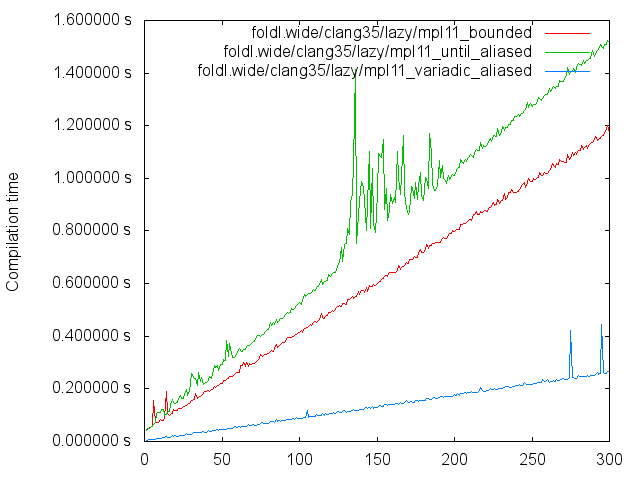 foldl.wide/clang35/lazy/mpl11_bounded
foldl.wide/clang35/lazy/mpl11_until_aliased
foldl.wide/clang35/lazy/mpl11_variadic_aliased
Compilation time
1.600000 s
1.400000 s
1.200000 s
1.000000 s
0.800000 s
0.600000 s
0.400000 s
0.200000 s
0.000000 s
0
50
100
150
200
250
300